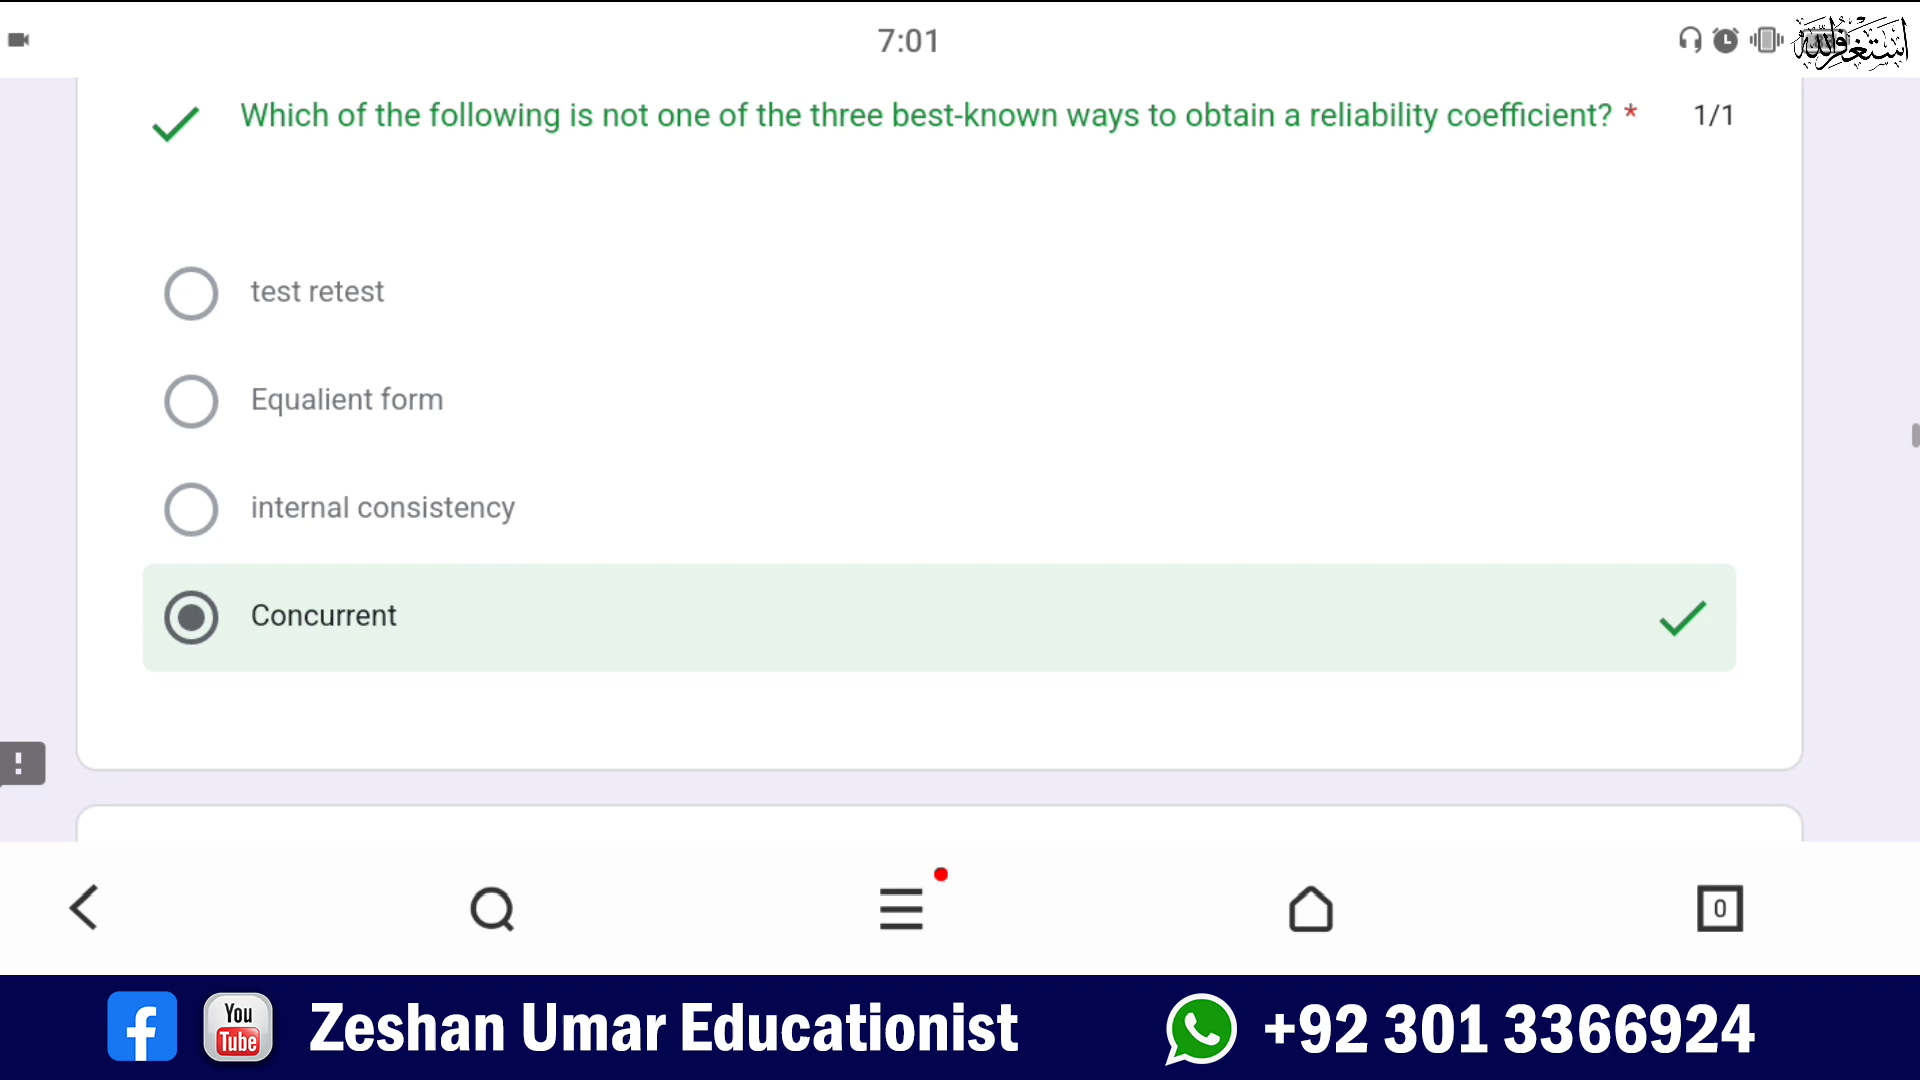 7:01
استغفرالله
Which of the following is not one of the three best-known ways to obtain a reliability coefficient? *
1/1
test retest
Equalient form
internal consistency
Concurrent
!
0
You
Tube
Zeshan Umar Educationist
+92 301 3366924